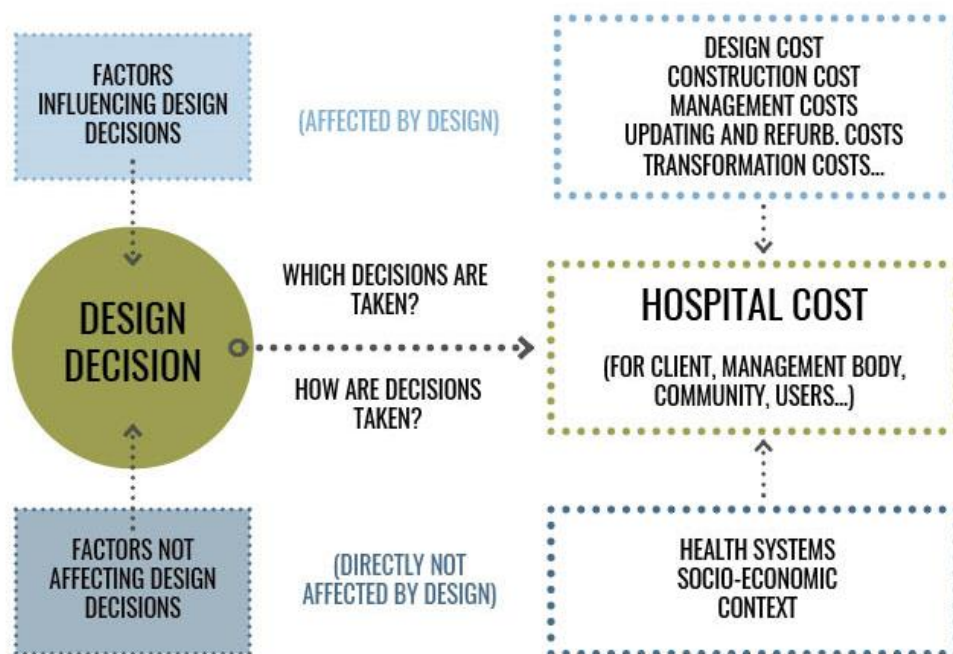 FACTORS
INFLUENCING DESIGN
DECISIONS
(AFFECTED BY DESIGN)
DESIGN COST
CONSTRUCTION COST
MANAGEMENT COSTS
UPDATING AND REFURB. COSTS
TRANSFORMATION COSTS...
DESIGN
DECISION
WHICH DECISIONS ARE
TAKEN?
HOW ARE DECISIONS
TAKEN?
HOSPITAL COST
(FOR CLIENT, MANAGEMENT BODY,
COMMUNITY, USERS...)
FACTORS NOT
AFFECTING DESIGN
DECISIONS
(DIRECTLY NOT
AFFECTED BY DESIGN)
HEALTH SYSTEMS
SOCIO-ECONOMIC
CONTEXT